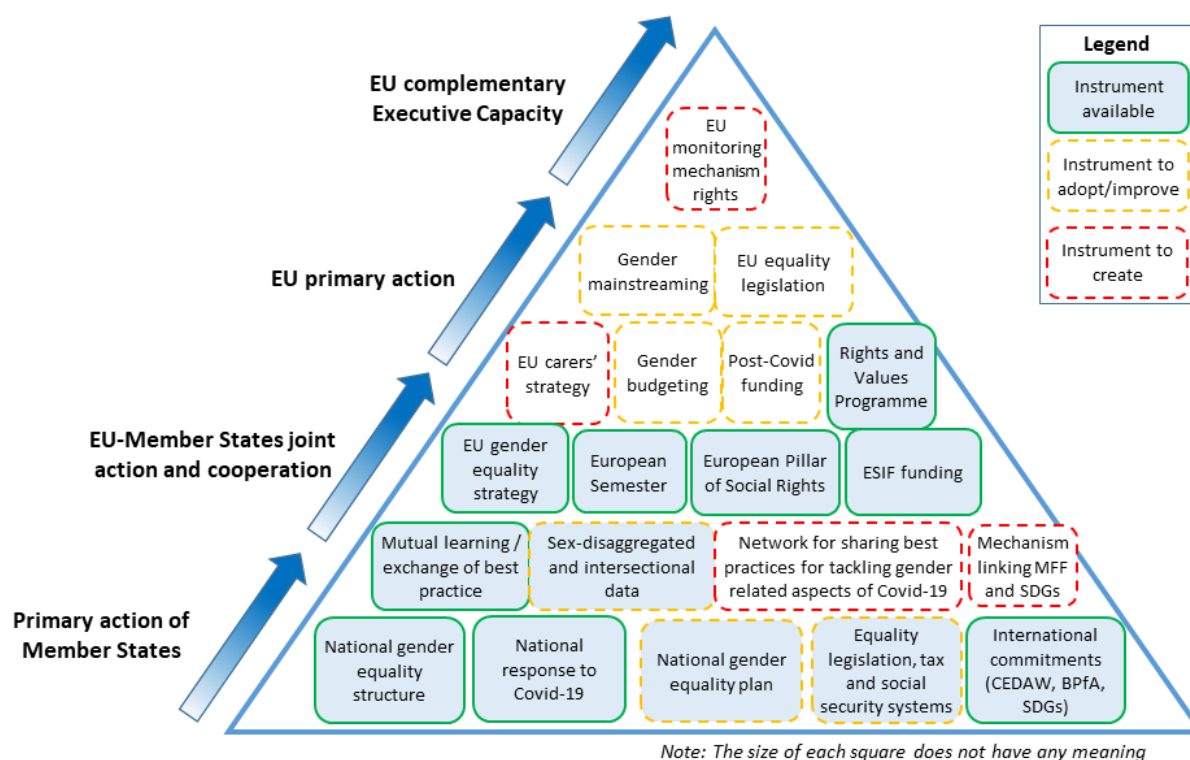 EU complementary
Executive Capacity
EU primary action
EU-Member States joint
action and cooperation
Primary action of
Member States
EU
monitoring
mechanism
rights
Gender
mainstreaming
EU equality
legislation
EU carers’
strategy
Gender
budgeting
Post-Covid
funding
Rights and
Values
Programme
EU gender
equality
strategy
European
Semester
European Pillar
of Social Rights
ESIF funding
Mutual learning /
exchange of best
practice
Sex-disaggregated
and intersectional
data
Network for sharing best
practices for tackling gender
related aspects of Covid-19
Mechanism
linking MFF
and SDGs
National gender
equality
structure
National
response to
Covid-19
National gender
equality plan
Equality
legislation, tax
and social
security systems
International
commitments
(CEDAW, BPfA,
SDGs)
Legend
Instrument
available
Instrument to
adopt/improve
Instrument to
create
Note: The size of each square does not have any meaning